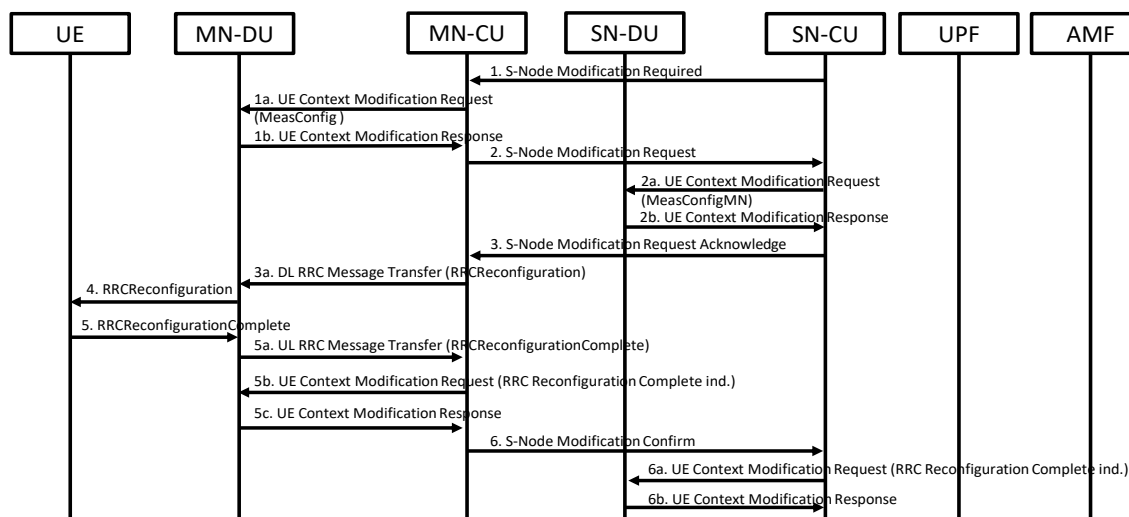 UE MN-DU MN-CU SN-DU SN-CU UPF AMF
1. S-Node Modification Required
1a. UE Context Modification Request
(MeasConfig )
1b. UE Context Modification Response
2. S-Node Modification Request
2a. UE Context Modification Request
(MeasConfigMN)
2b. UE Context Modification Response
3. S-Node Modification Request Acknowledge
3a. DL RRC Message Transfer (RRCReconfiguration)
4. RRCReconfiguration
5. RRCReconfigurationComplete
5a. UL RRC Message Transfer (RRCReconfigurationComplete)
5b. UE Context Modification Request (RRC Reconfiguration Complete ind.)
5c. UE Context Modification Response
6. S-Node Modification Confirm
6a. UE Context Modification Request (RRC Reconfiguration Complete ind.)
6b. UE Context Modification Response